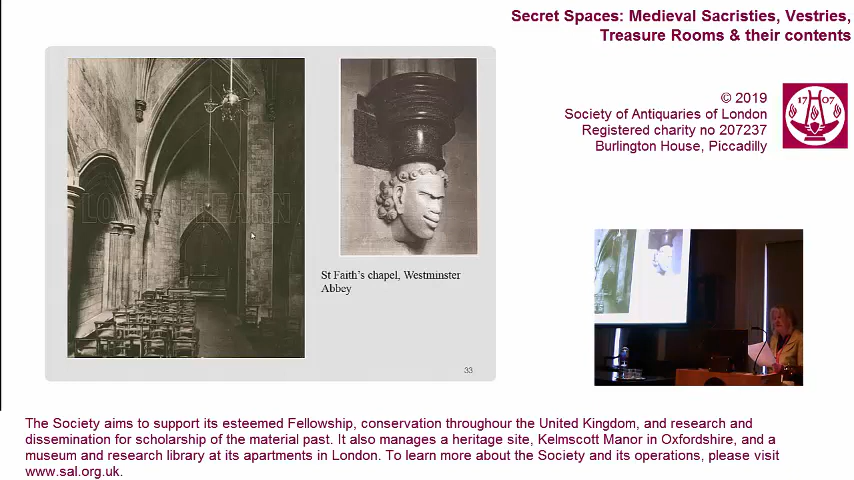 Secret Spaces: Medieval Sacristies, Vestries,
Treasure Rooms & their contents
© 2019
Society of Antiquaries of London
Registered charity no 207237
Burlington House, Piccadilly
17 07
LOOK AND LEARN
St Faith's chapel, Westminster
Abbey
33
The Society aims to support its esteemed Fellowship, conservation throughour the United Kingdom, and research and
dissemination for scholarship of the material past. It also manages a heritage site, Kelmscott Manor in Oxfordshire, and a
museum and research library at its apartments in London. To learn more about the Society and its operations, please visit
www.sal.org.uk.